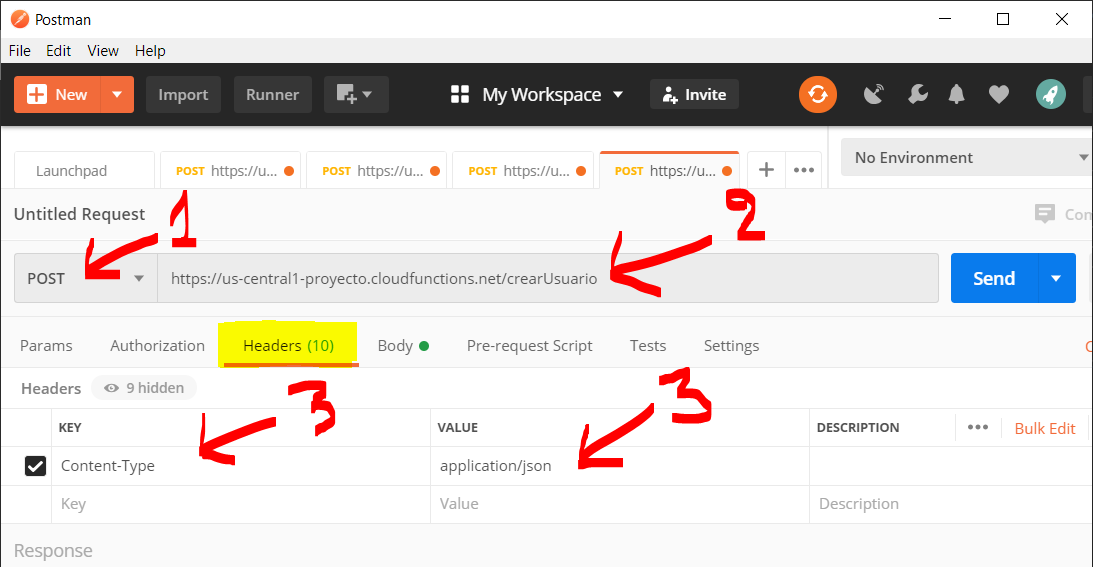 Postman
File Edit View Help
New Import Runner My Workspace Invite
Launchpad POST https://u... POST https://u... POST https://u... POST https://u... + ••• No Environment
Untitled Request 1 2
POST https://us-central1-proyecto.cloudfunctions.net/crearUsuario Send
Params Authorization Headers (10) Body Pre-request Script Tests Settings
Headers 9 hidden 3 3
KEY VALUE DESCRIPTION ••• Bulk Edit
Content-Type application/json
Key Value Description
Response